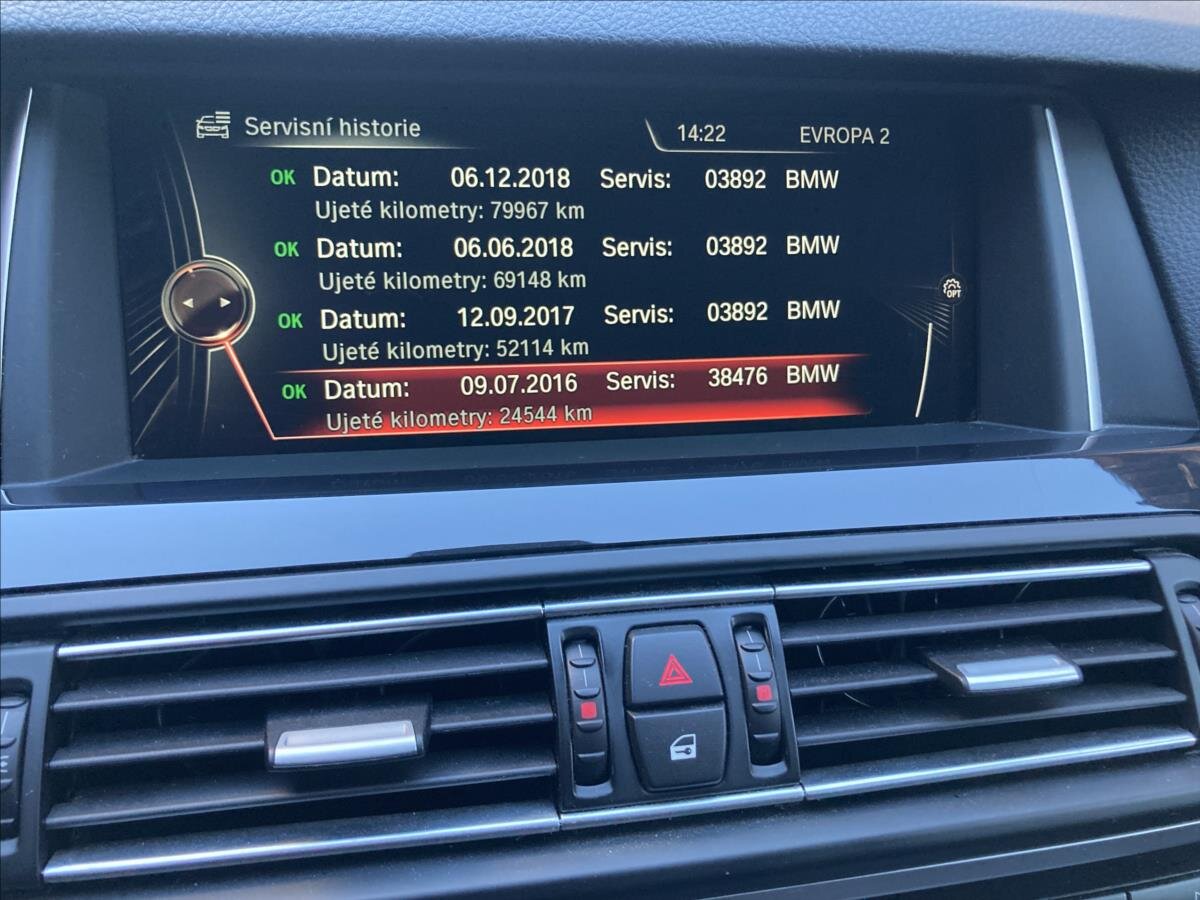 Servisní historie 14:22 EVROPA 2
OK Datum: 06.12.2018 Servis: 03892 BMW
Ujeté kilometry: 79967 km
OK Datum: 06.06.2018 Servis: 03892 BMW
Ujeté kilometry: 69148 km
OPT
OK Datum: 12.09.2017 Servis: 03892 BMW
Ujeté kilometry: 52114 km
OK Datum: 09.07.2016 Servis: 38476 BMW
Ujeté kilometry: 24544 km